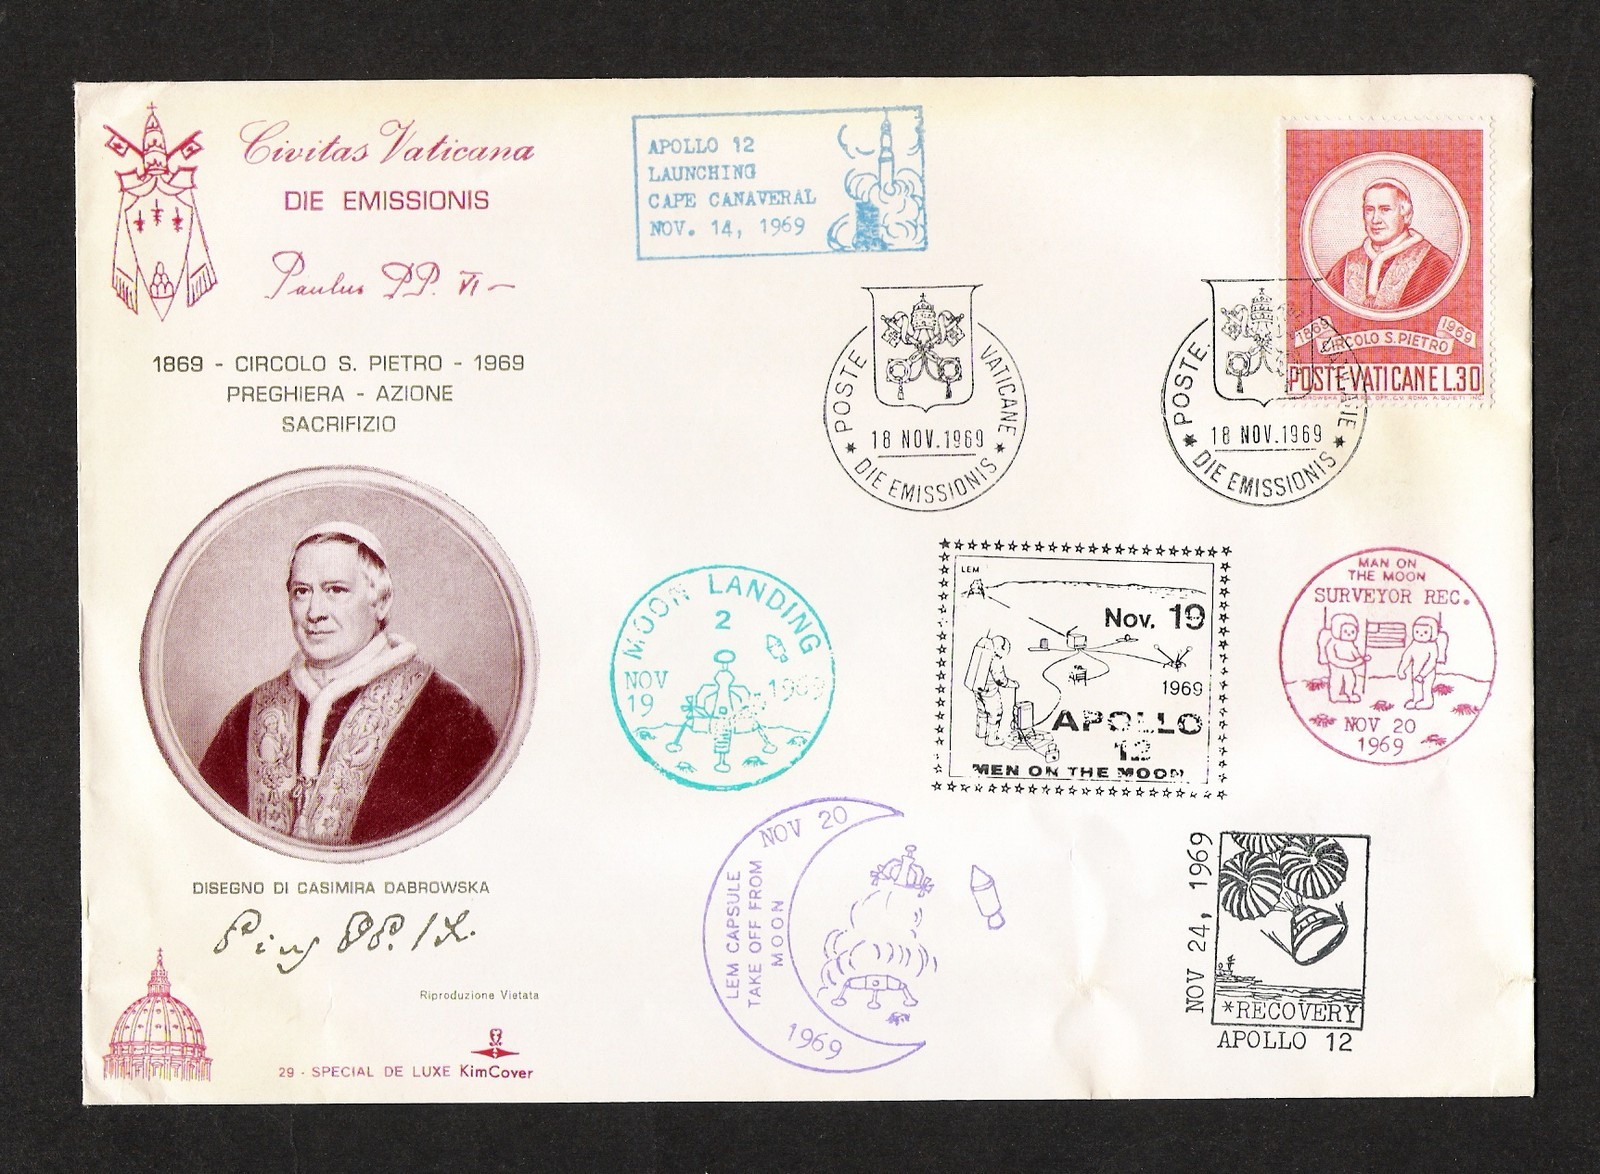 Civitas Vaticana
DIE EMISSIONIS
Paulus PP. VI
1869 - CIRCOLO S. PIETRO - 1969
PREGHIERA - AZIONE
SACRIFIZIO
DISEGNO DI CASIMIRA DABROWSKA
Pius PP. IX.
Riproduzione Vietata
29 - SPECIAL DE LUXE KimCover
APOLLO 12
LAUNCHING
CAPE CANAVERAL
NOV. 14, 1969
POSTE VATICANE
18 NOV.1969
* DIE EMISSIONIS *
1869 1969
CIRCOLO S. PIETRO
POSTE VATICANE L.30
POSTE
18 NOV.1969
* DIE EMISSIONIS *
MOON LANDING
2
NOV
19
1969
LEM
Nov. 19
1969
APOLLO
12
MEN ON THE MOON
MAN ON
THE MOON
SURVEYOR REC.
NOV 20
1969
NOV 20
LEM CAPSULE
TAKE OFF FROM
MOON
1969
NOV 24, 1969
*RECOVERY
APOLLO 12